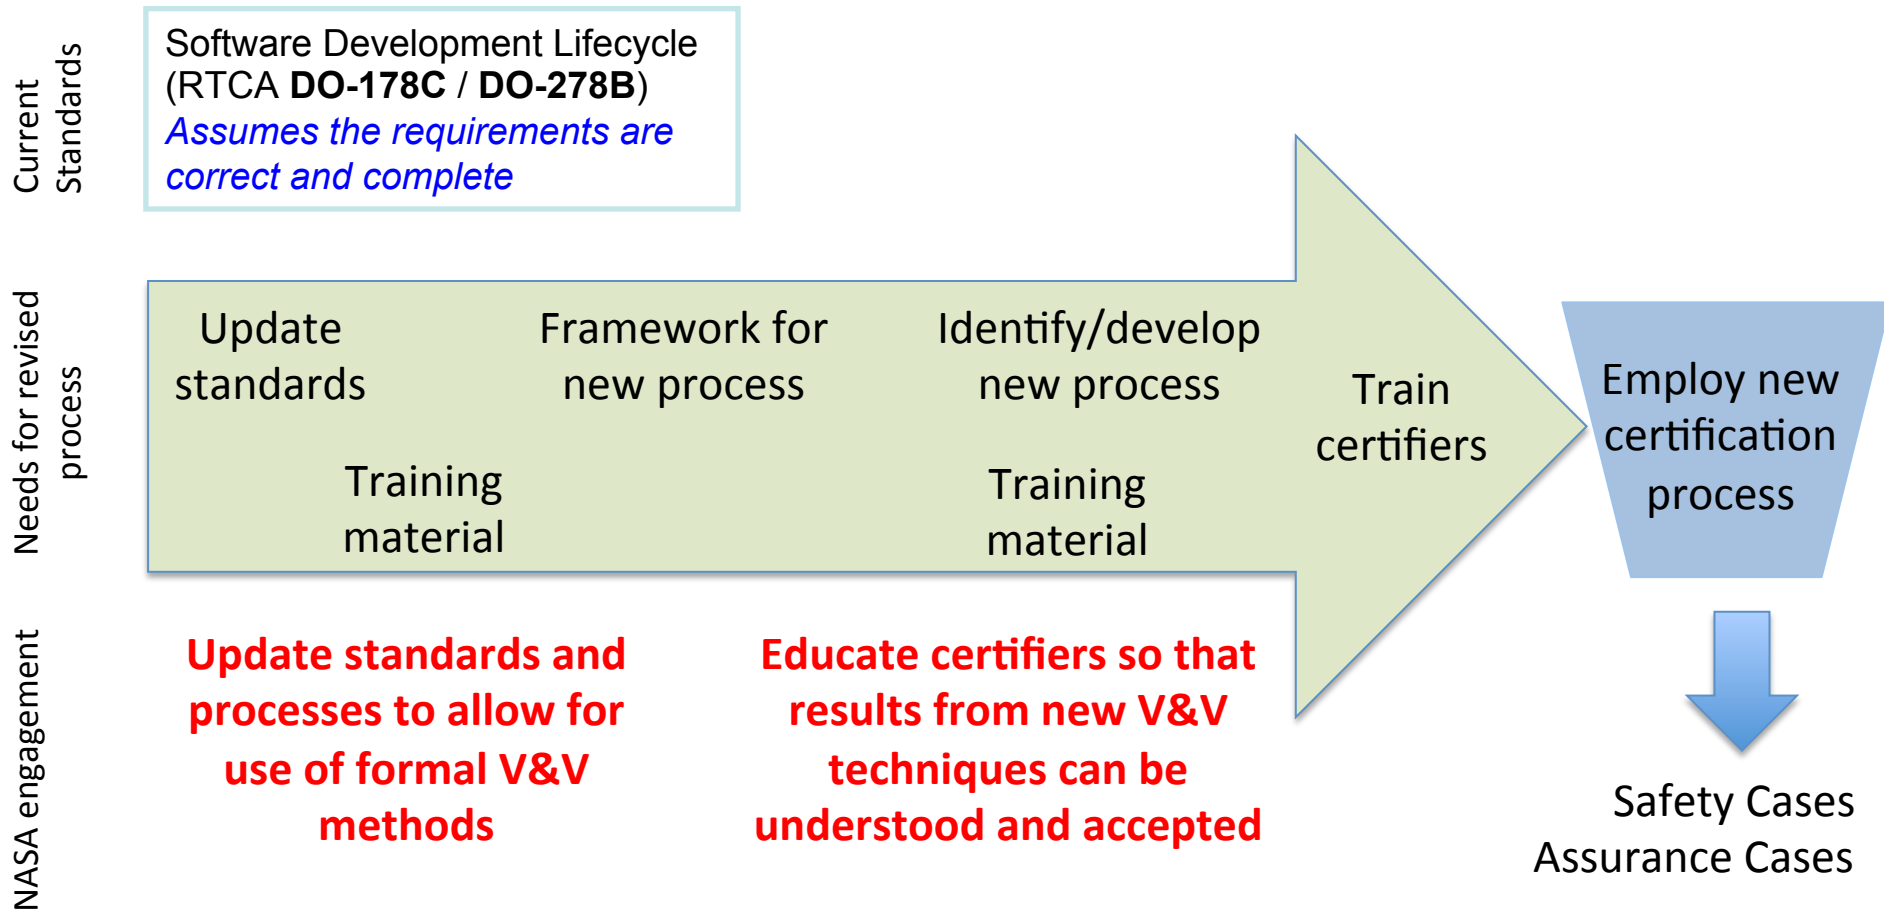 Current
Standards
Software Development Lifecycle
(RTCA DO-178C / DO-278B)
Assumes the requirements are
correct and complete
Needs for revised
process
Update
standards
Framework for
new process
Identify/develop
new process
Training
material
Training
material
Train
certifiers
Employ new
certification
process
NASA engagement
Update standards and
processes to allow for
use of formal V&V
methods
Educate certifiers so that
results from new V&V
techniques can be
understood and accepted
Safety Cases
Assurance Cases